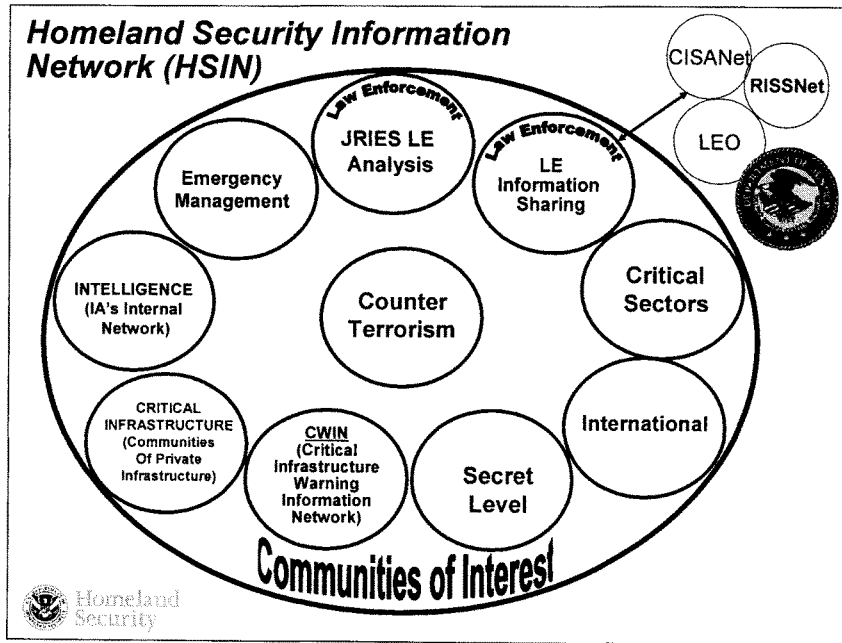 Homeland Security Information
Network (HSIN)
CISANet
RISSNet
LEO
Law Enforcement
JRIES LE
Analysis
Law Enforcement
LE
Information
Sharing
Emergency
Management
INTELLIGENCE
(IA's Internal
Network)
Counter
Terrorism
Critical
Sectors
CRITICAL
INFRASTRUCTURE
(Communities
Of Private
Infrastructure)
CWIN
(Critical
Infrastructure
Warning
Information
Network)
Secret
Level
International
Communities of Interest
Homeland
Security